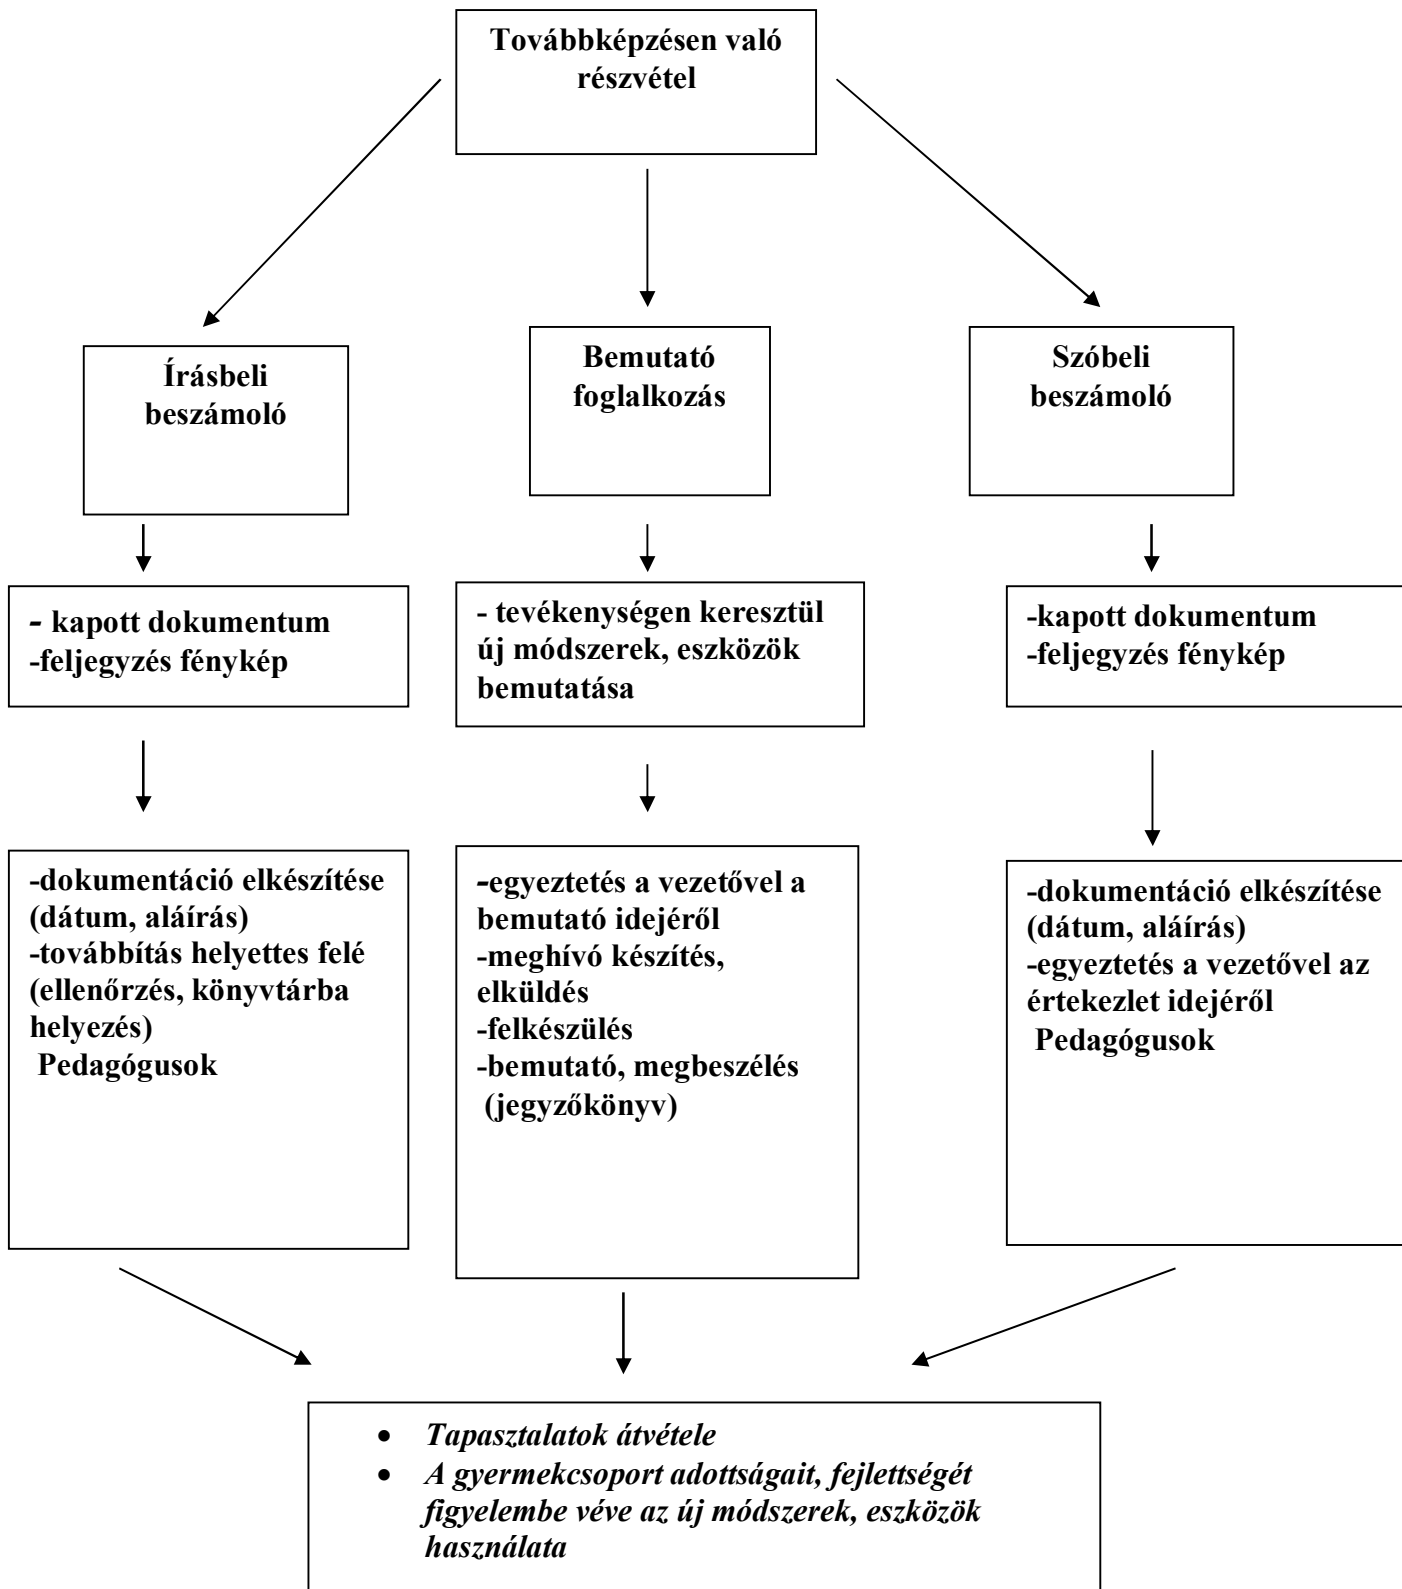 Továbbképzésen való
részvétel
Írásbeli
beszámoló
Bemutató
foglalkozás
Szóbeli
beszámoló
- kapott dokumentum
-feljegyzés fénykép
- tevékenységen keresztül
új módszerek, eszközök
bemutatása
-kapott dokumentum
-feljegyzés fénykép
-dokumentáció elkészítése
(dátum, aláírás)
-továbbítás helyettes felé
(ellenőrzés, könyvtárba
helyezés)
Pedagógusok
-egyeztetés a vezetővel a
bemutató idejéről
-meghívó készítés,
elküldés
-felkészülés
-bemutató, megbeszélés
(jegyzőkönyv)
-dokumentáció elkészítése
(dátum, aláírás)
-egyeztetés a vezetővel az
értekezlet idejéről
Pedagógusok
• Tapasztalatok átvétele
• A gyermekcsoport adottságait, fejlettségét
figyelembe véve az új módszerek, eszközök
használata